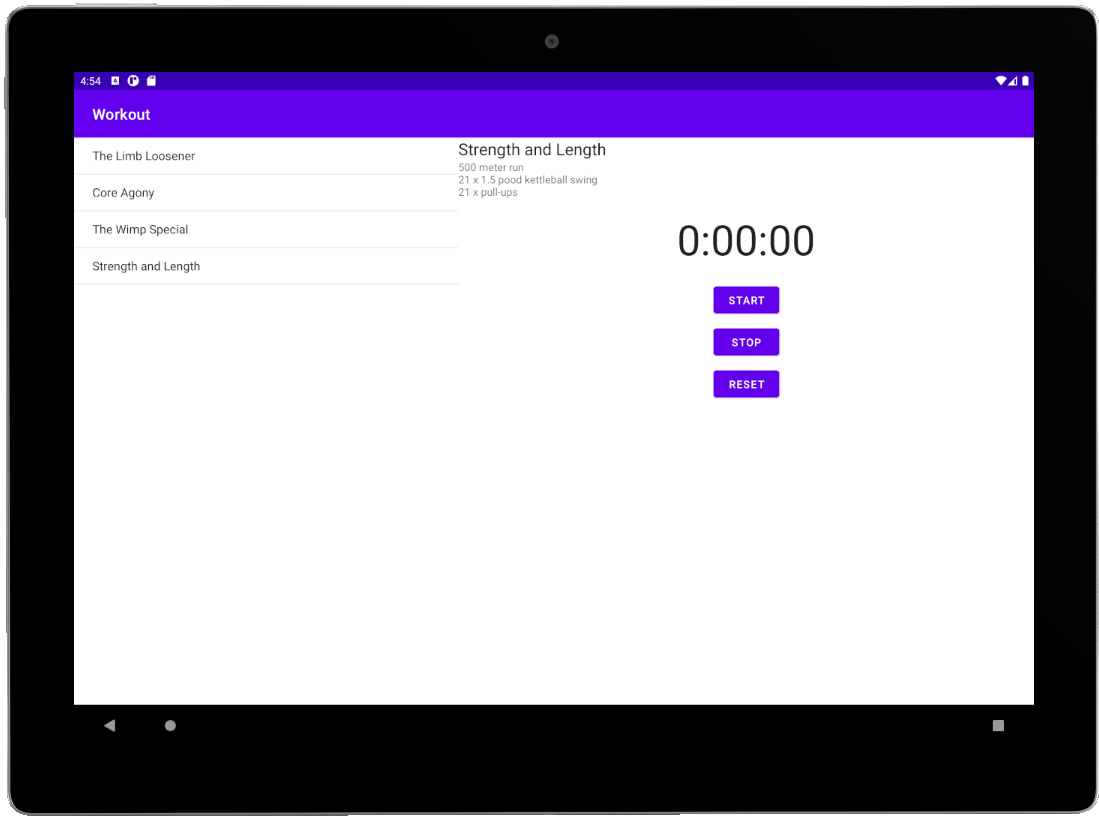 4:54
Workout
The Limb Loosener
Core Agony
The Wimp Special
Strength and Length
Strength and Length
500 meter run
21 x 1.5 pood kettleball swing
21 x pull-ups
0:00:00
START
STOP
RESET